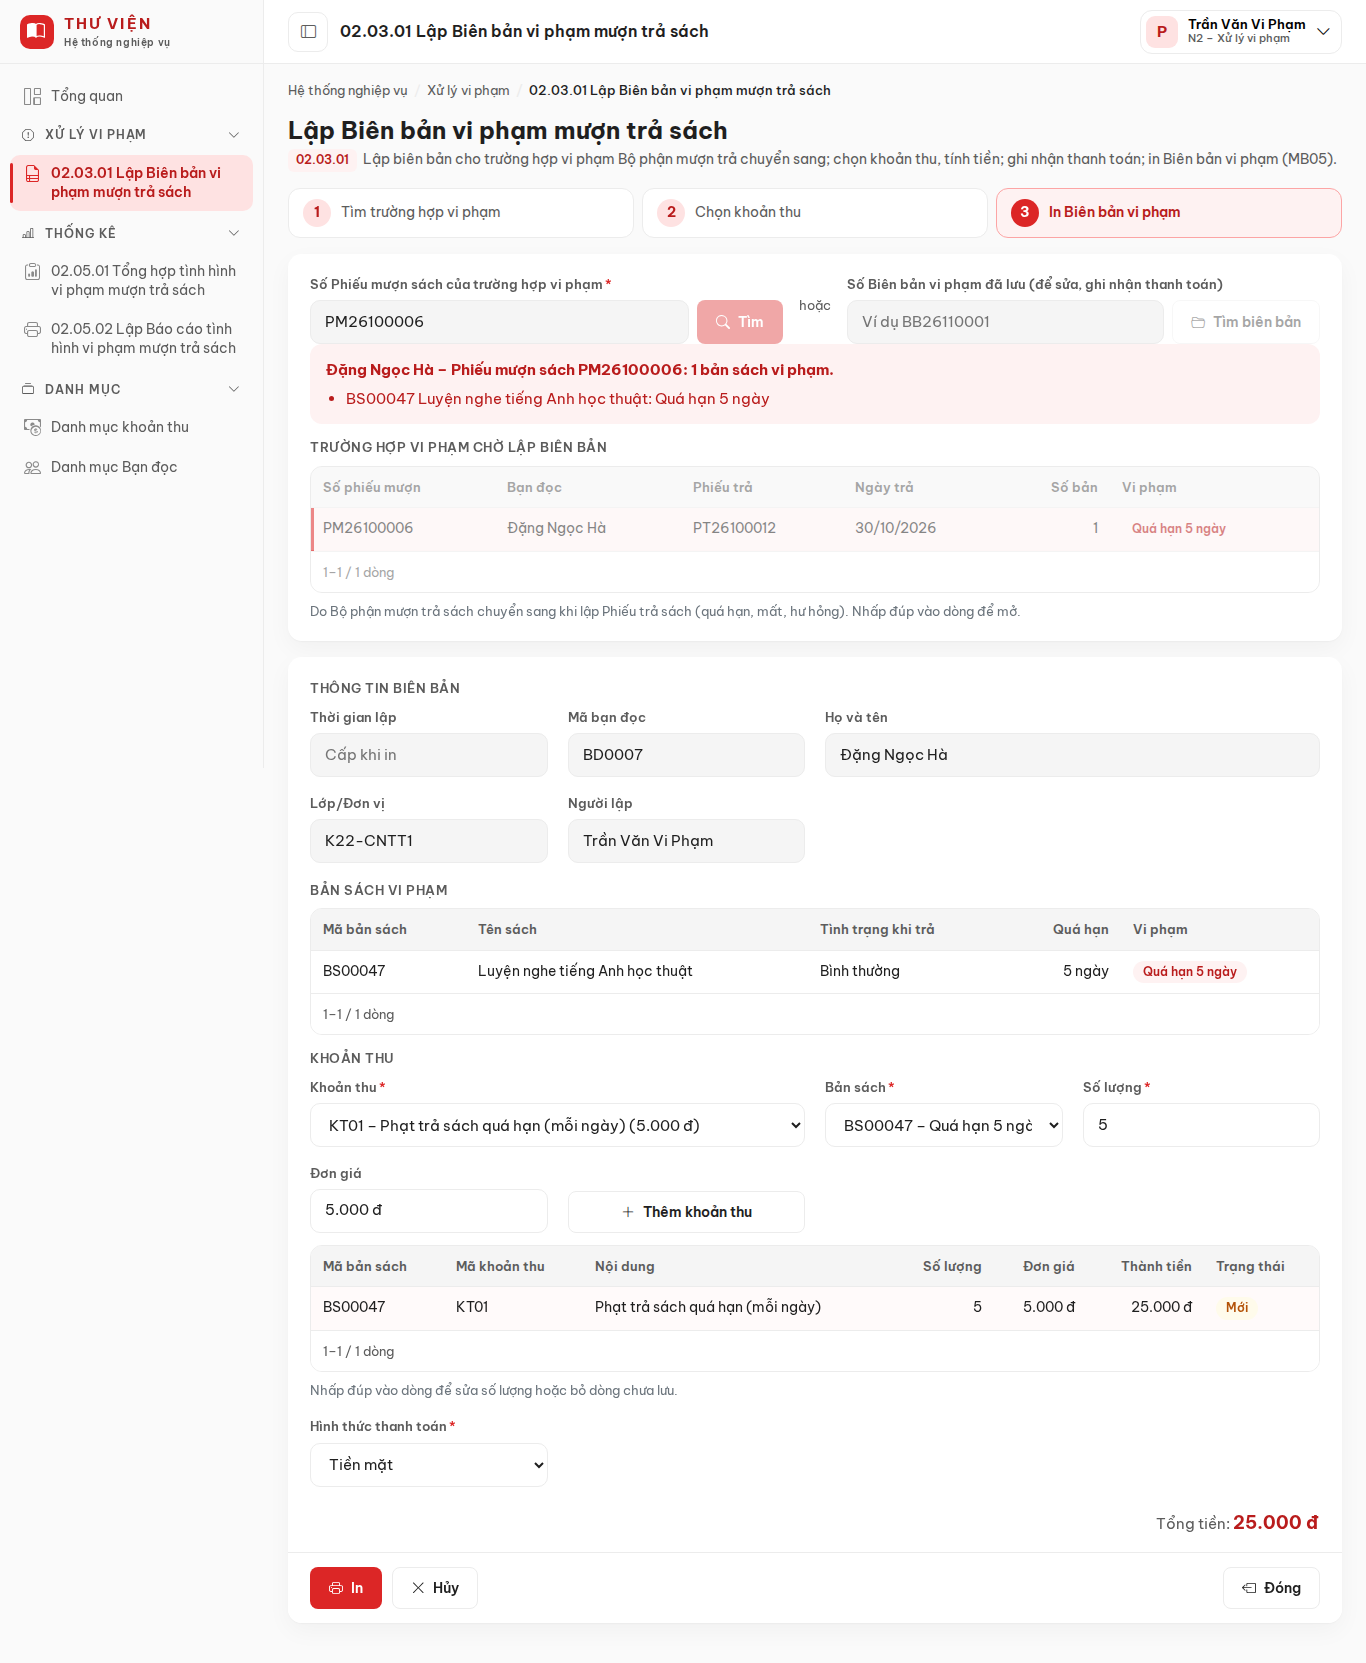 THƯ VIỆN
Hệ thống nghiệp vụ
02.03.01 Lập Biên bản vi phạm mượn trả sách
P
Trần Văn Vi Phạm
N2 – Xử lý vi phạm
Tổng quan
XỬ LÝ VI PHẠM
02.03.01 Lập Biên bản vi
phạm mượn trả sách
THỐNG KÊ
02.05.01 Tổng hợp tình hình
vi phạm mượn trả sách
02.05.02 Lập Báo cáo tình
hình vi phạm mượn trả sách
DANH MỤC
Danh mục khoản thu
Danh mục Bạn đọc
Hệ thống nghiệp vụ / Xử lý vi phạm / 02.03.01 Lập Biên bản vi phạm mượn trả sách
Lập Biên bản vi phạm mượn trả sách
02.03.01 Lập biên bản cho trường hợp vi phạm Bộ phận mượn trả chuyển sang; chọn khoản thu, tính tiền; ghi nhận thanh toán; in Biên bản vi phạm (MB05).
1 Tìm trường hợp vi phạm
2 Chọn khoản thu
3 In Biên bản vi phạm
Số Phiếu mượn sách của trường hợp vi phạm *
PM26100006
Tìm
hoặc
Số Biên bản vi phạm đã lưu (để sửa, ghi nhận thanh toán)
Ví dụ BB26110001
Tìm biên bản
Đặng Ngọc Hà – Phiếu mượn sách PM26100006: 1 bản sách vi phạm.
• BS00047 Luyện nghe tiếng Anh học thuật: Quá hạn 5 ngày
TRƯỜNG HỢP VI PHẠM CHỜ LẬP BIÊN BẢN
Số phiếu mượn Bạn đọc Phiếu trả Ngày trả Số bản Vi phạm
PM26100006 Đặng Ngọc Hà PT26100012 30/10/2026 1 Quá hạn 5 ngày
1–1 / 1 dòng
Do Bộ phận mượn trả sách chuyển sang khi lập Phiếu trả sách (quá hạn, mất, hư hỏng). Nhấp đúp vào dòng để mở.
THÔNG TIN BIÊN BẢN
Thời gian lập Mã bạn đọc Họ và tên
Cấp khi in BD0007 Đặng Ngọc Hà
Lớp/Đơn vị Người lập
K22-CNTT1 Trần Văn Vi Phạm
BẢN SÁCH VI PHẠM
Mã bản sách Tên sách Tình trạng khi trả Quá hạn Vi phạm
BS00047 Luyện nghe tiếng Anh học thuật Bình thường 5 ngày Quá hạn 5 ngày
1–1 / 1 dòng
KHOẢN THU
Khoản thu * Bản sách * Số lượng *
KT01 – Phạt trả sách quá hạn (mỗi ngày) (5.000 đ) BS00047 – Quá hạn 5 ngà 5
Đơn giá
5.000 đ + Thêm khoản thu
Mã bản sách Mã khoản thu Nội dung Số lượng Đơn giá Thành tiền Trạng thái
BS00047 KT01 Phạt trả sách quá hạn (mỗi ngày) 5 5.000 đ 25.000 đ Mới
1–1 / 1 dòng
Nhấp đúp vào dòng để sửa số lượng hoặc bỏ dòng chưa lưu.
Hình thức thanh toán *
Tiền mặt
Tổng tiền: 25.000 đ
In Hủy Đóng